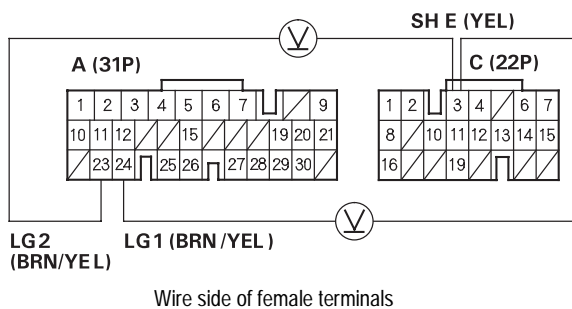 SH E (YEL)
A (31P)
C (22P)
V
1 2 3 4 5 6 7 9
10 11 12 15 19 20 21
23 24 25 26 27 28 29 30
1 2 3 4 6 7
8 10 11 12 13 14 15
16 19
LG2
(BRN/YEL)
LG1 (BRN/YEL)
V
Wire side of female terminals